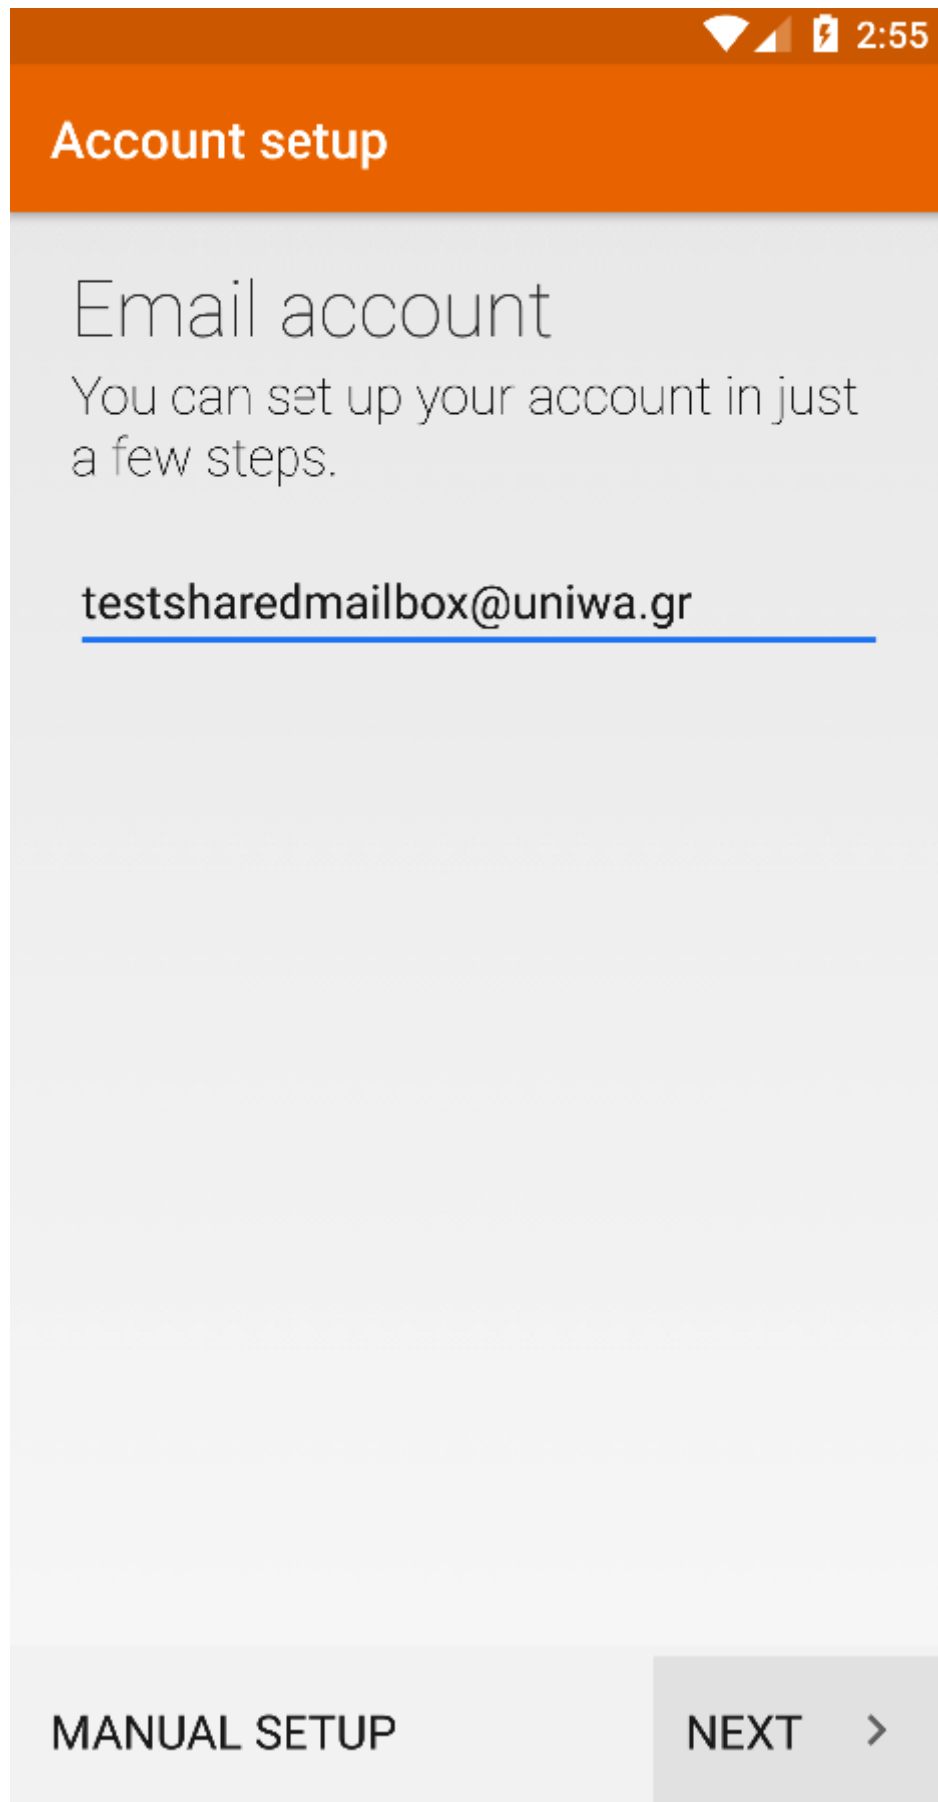 2:55
Account setup
Email account
You can set up your account in just
a few steps.
testsharedmailbox@uniwa.gr
MANUAL SETUP
NEXT